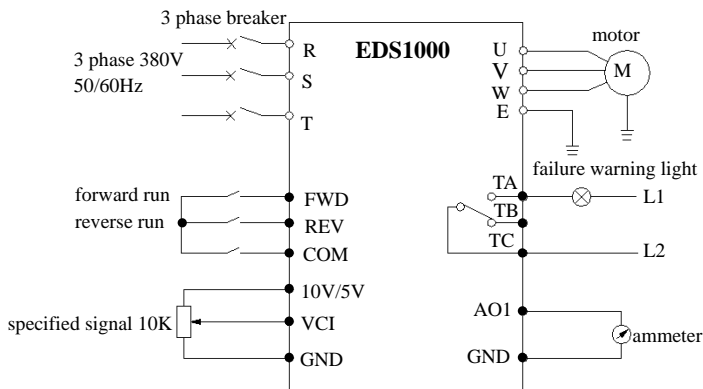 3 phase breaker
R
EDS1000
U
motor
3 phase 380V
50/60Hz
S
V
M
W
T
E
failure warning light
TA
L1
forward run
FWD
TB
reverse run
REV
TC
COM
L2
10V/5V
AO1
specified signal 10K
VCI
ammeter
GND
GND